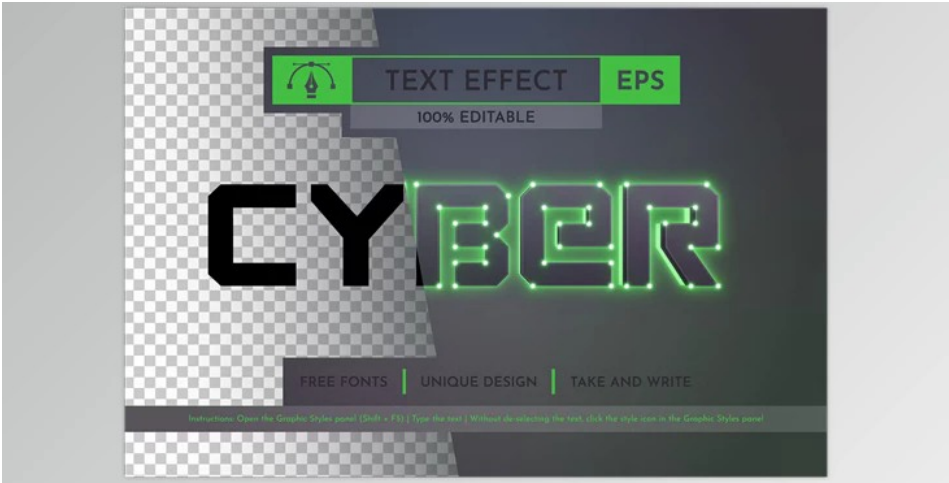 TEXT EFFECT EPS
100% EDITABLE
CYBER
FREE FONTS | UNIQUE DESIGN | TAKE AND WRITE
Instructions: Open the Graphic Styles panel (Shift + F5) | Type the text | Without de-selecting the text, click the style icon in the Graphic Styles panel